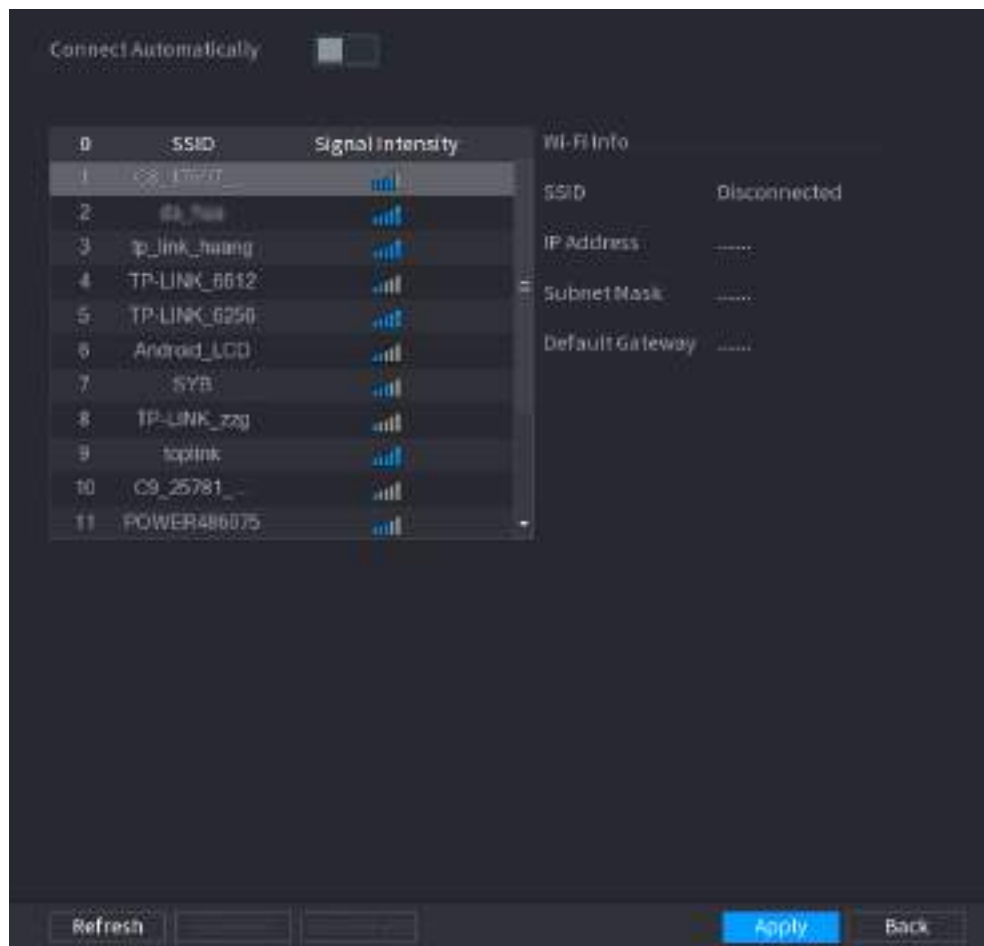 Connect Automatically
0 SSID Signal Intensity
1
2
3 tp_link_huang
4 TP-LINK_6612
5 TP-LINK_6256
6 Android_LCD
7 SYB
8 TP-LINK_zzg
9 toplink
10 C9_25781_...
11 POWER486075
Wi-Fi Info
SSID Disconnected
IP Address ......
Subnet Mask ......
Default Gateway ......
Refresh
Apply
Back